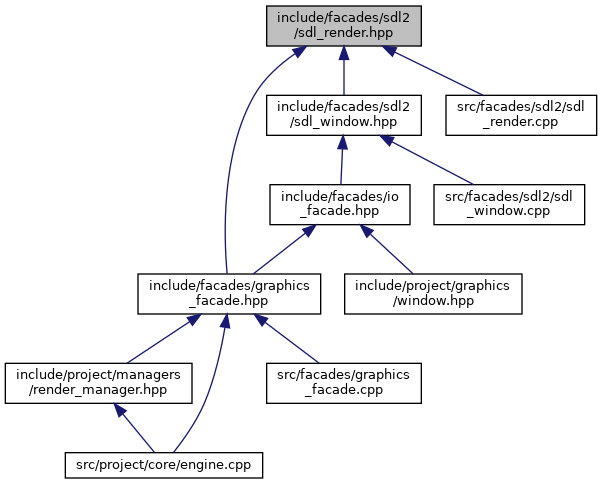 include/facades/sdl2
/sdl_render.hpp
include/facades/sdl2
/sdl_window.hpp
src/facades/sdl2/sdl
_render.cpp
include/facades/io
_facade.hpp
src/facades/sdl2/sdl
_window.cpp
include/facades/graphics
_facade.hpp
include/project/graphics
/window.hpp
include/project/managers
/render_manager.hpp
src/facades/graphics
_facade.cpp
src/project/core/engine.cpp